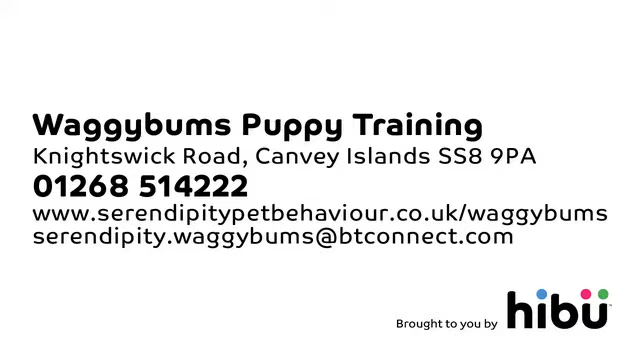 Waggybums Puppy Training
Knightswick Road, Canvey Islands SS8 9PA
01268 514222
www.serendipitypetbehaviour.co.uk/waggybums
serendipity.waggybums@btconnect.com
Brought to you by hibü